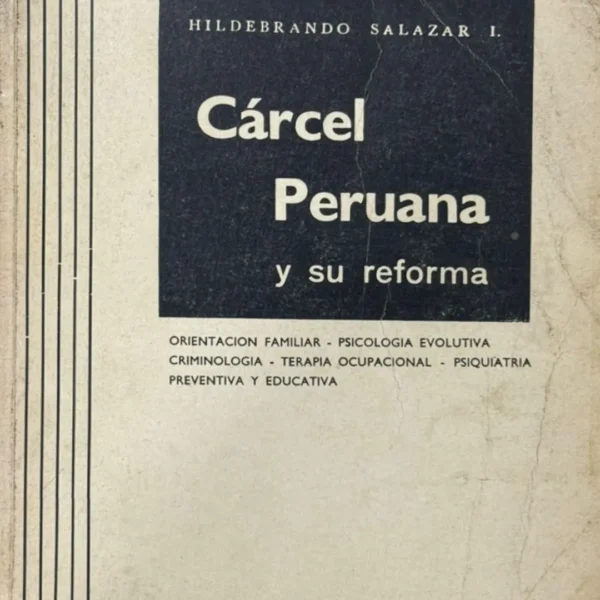 HILDEBRANDO SALAZAR I.
Cárcel
Peruana
y su reforma
ORIENTACION FAMILIAR - PSICOLOGIA EVOLUTIVA
CRIMINOLOGIA - TERAPIA OCUPACIONAL - PSIQUIATRIA
PREVENTIVA Y EDUCATIVA